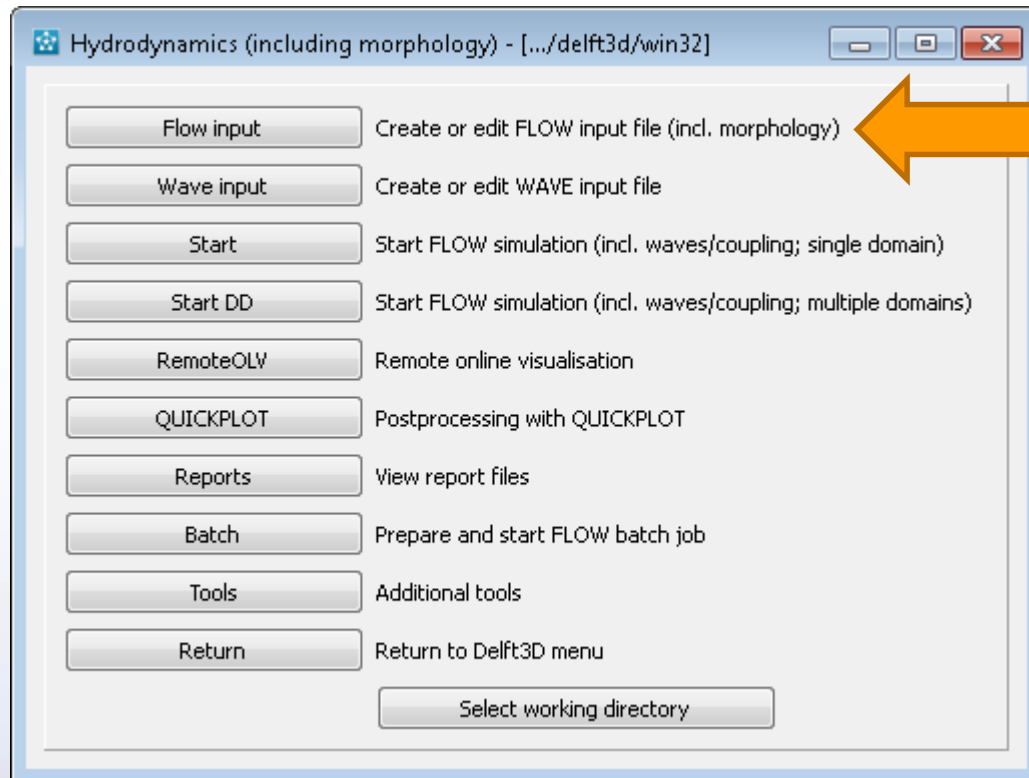 Hydrodynamics (including morphology) - [.../delft3d/win32]
Flow input Create or edit FLOW input file (incl. morphology)
Wave input Create or edit WAVE input file
Start Start FLOW simulation (incl. waves/coupling; single domain)
Start DD Start FLOW simulation (incl. waves/coupling; multiple domains)
RemoteOLV Remote online visualisation
QUICKPLOT Postprocessing with QUICKPLOT
Reports View report files
Batch Prepare and start FLOW batch job
Tools Additional tools
Return Return to Delft3D menu
Select working directory